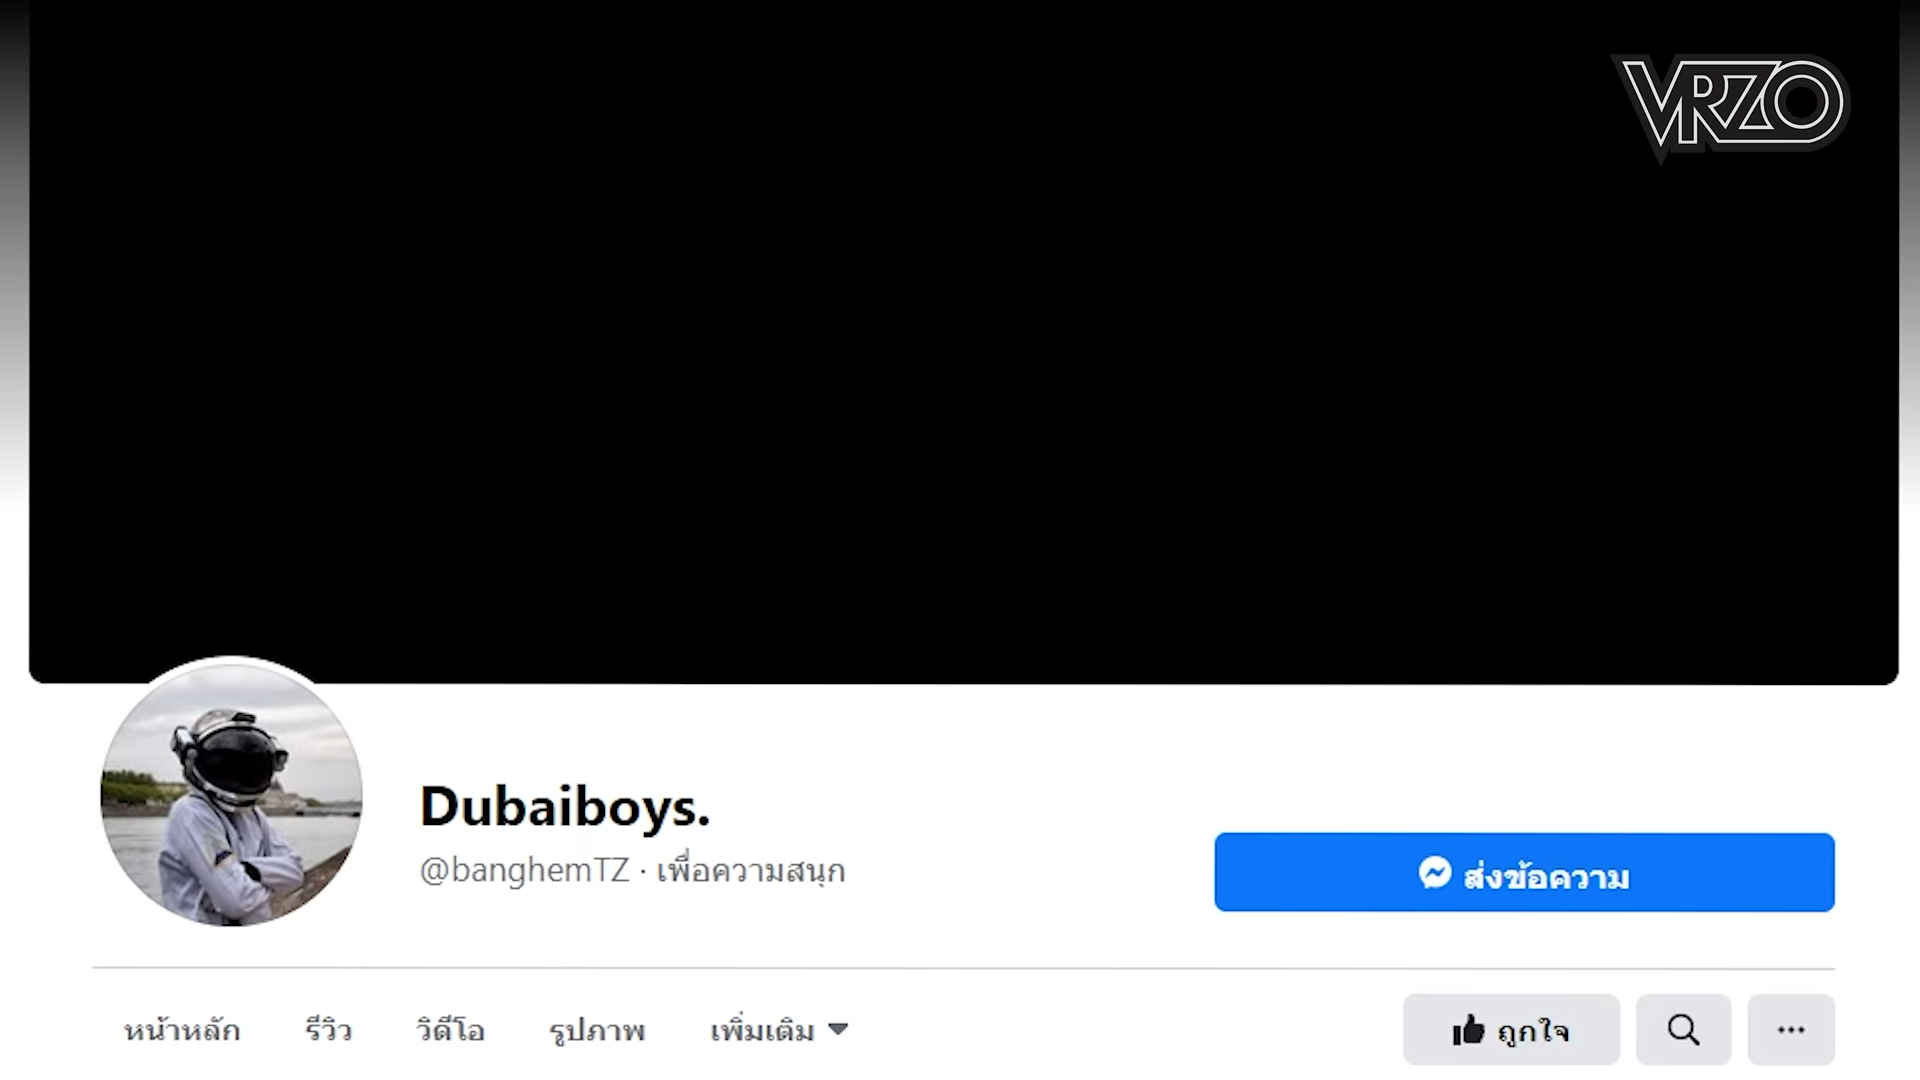 VRZO
Dubaiboys.
@banghemTZ · เพื่อความสนุก
ส่งข้อความ
หน้าหลัก รีวิว วิดีโอ รูปภาพ เพิ่มเติม ถูกใจ